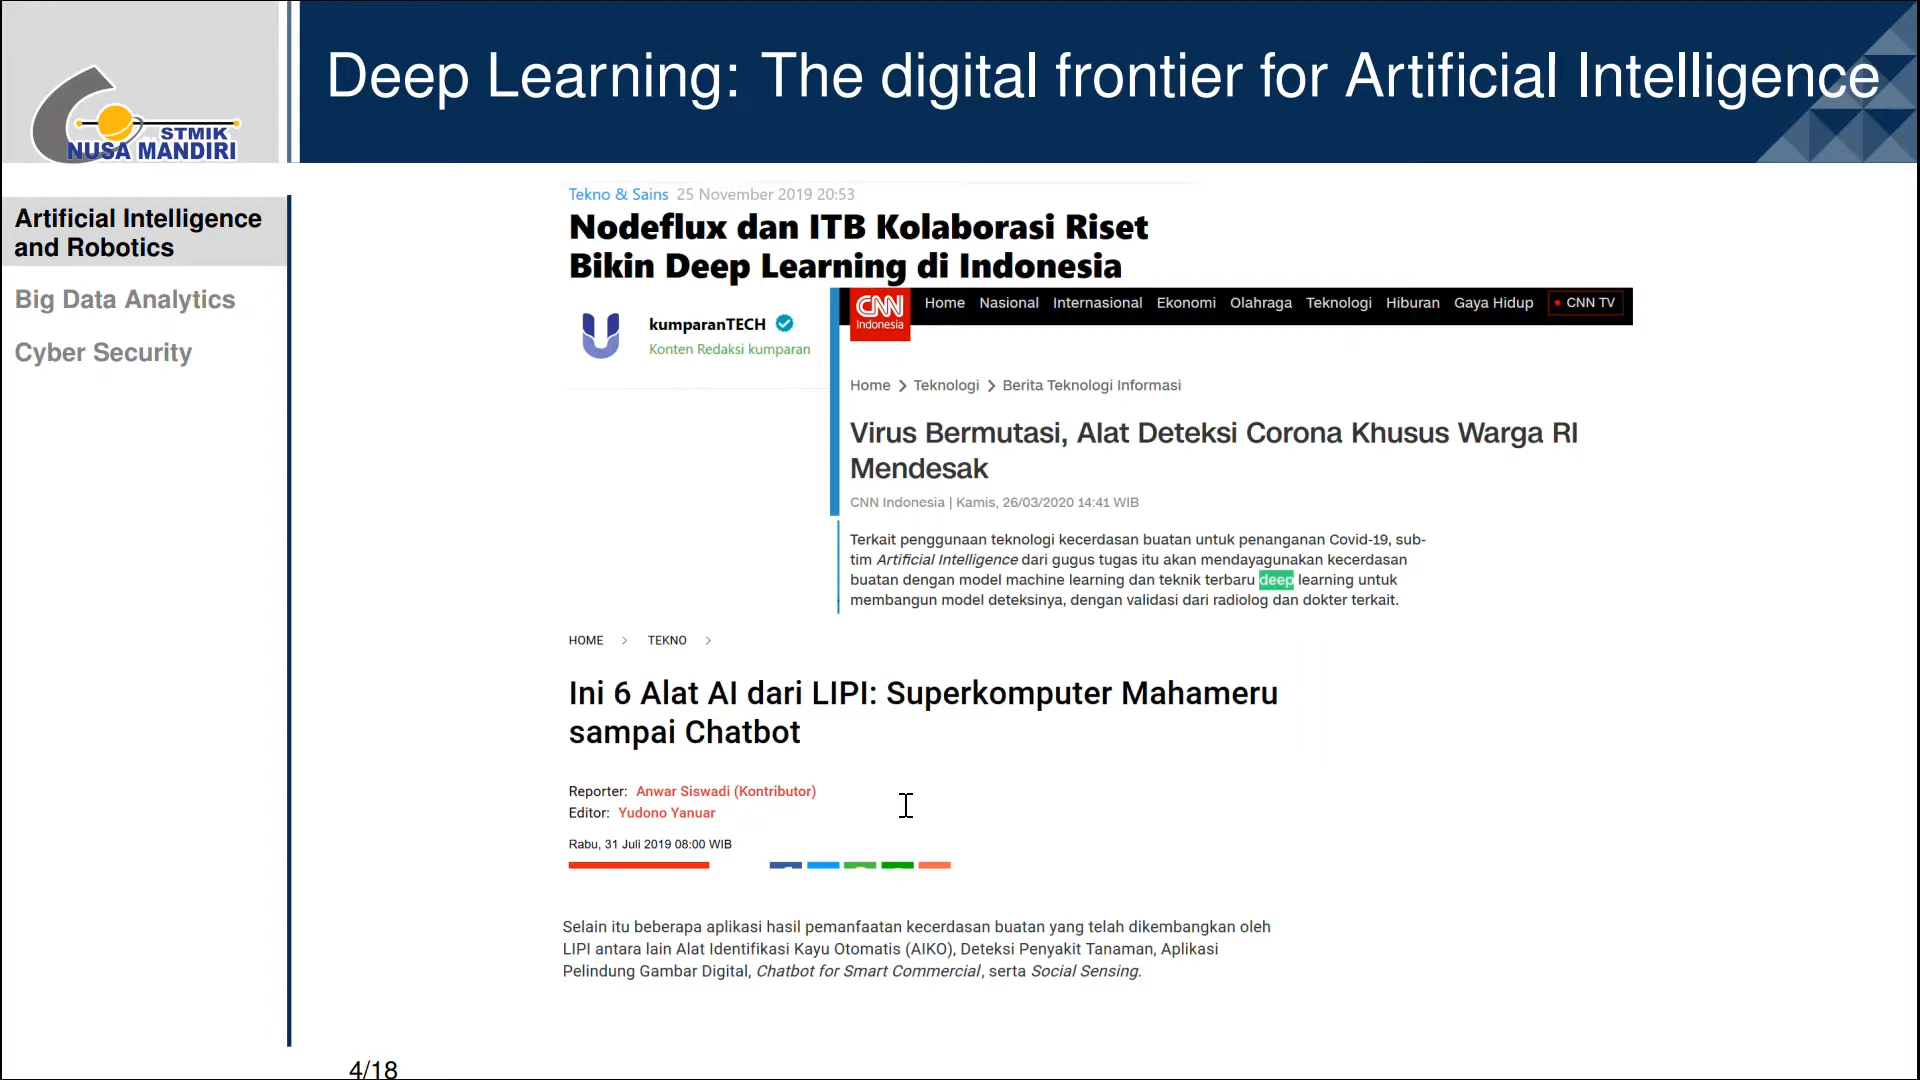 Deep Learning: The digital frontier for Artificial Intelligence
STMIK
NUSA MANDIRI
Artificial Intelligence
and Robotics
Big Data Analytics
Cyber Security
Tekno & Sains 25 November 2019 20:53
Nodeflux dan ITB Kolaborasi Riset
Bikin Deep Learning di Indonesia
kumparanTECH
Konten Redaksi kumparan
CNN
Indonesia
Home Nasional Internasional Ekonomi Olahraga Teknologi Hiburan Gaya Hidup CNN TV
Home > Teknologi > Berita Teknologi Informasi
Virus Bermutasi, Alat Deteksi Corona Khusus Warga RI
Mendesak
CNN Indonesia | Kamis, 26/03/2020 14:41 WIB
Terkait penggunaan teknologi kecerdasan buatan untuk penanganan Covid-19, sub-
tim Artificial Intelligence dari gugus tugas itu akan mendayagunakan kecerdasan
buatan dengan model machine learning dan teknik terbaru deep learning untuk
membangun model deteksinya, dengan validasi dari radiolog dan dokter terkait.
HOME > TEKNO >
Ini 6 Alat AI dari LIPI: Superkomputer Mahameru
sampai Chatbot
Reporter: Anwar Siswadi (Kontributor)
Editor: Yudono Yanuar
Rabu, 31 Juli 2019 08:00 WIB
Selain itu beberapa aplikasi hasil pemanfaatan kecerdasan buatan yang telah dikembangkan oleh
LIPI antara lain Alat Identifikasi Kayu Otomatis (AIKO), Deteksi Penyakit Tanaman, Aplikasi
Pelindung Gambar Digital, Chatbot for Smart Commercial, serta Social Sensing.
4/18